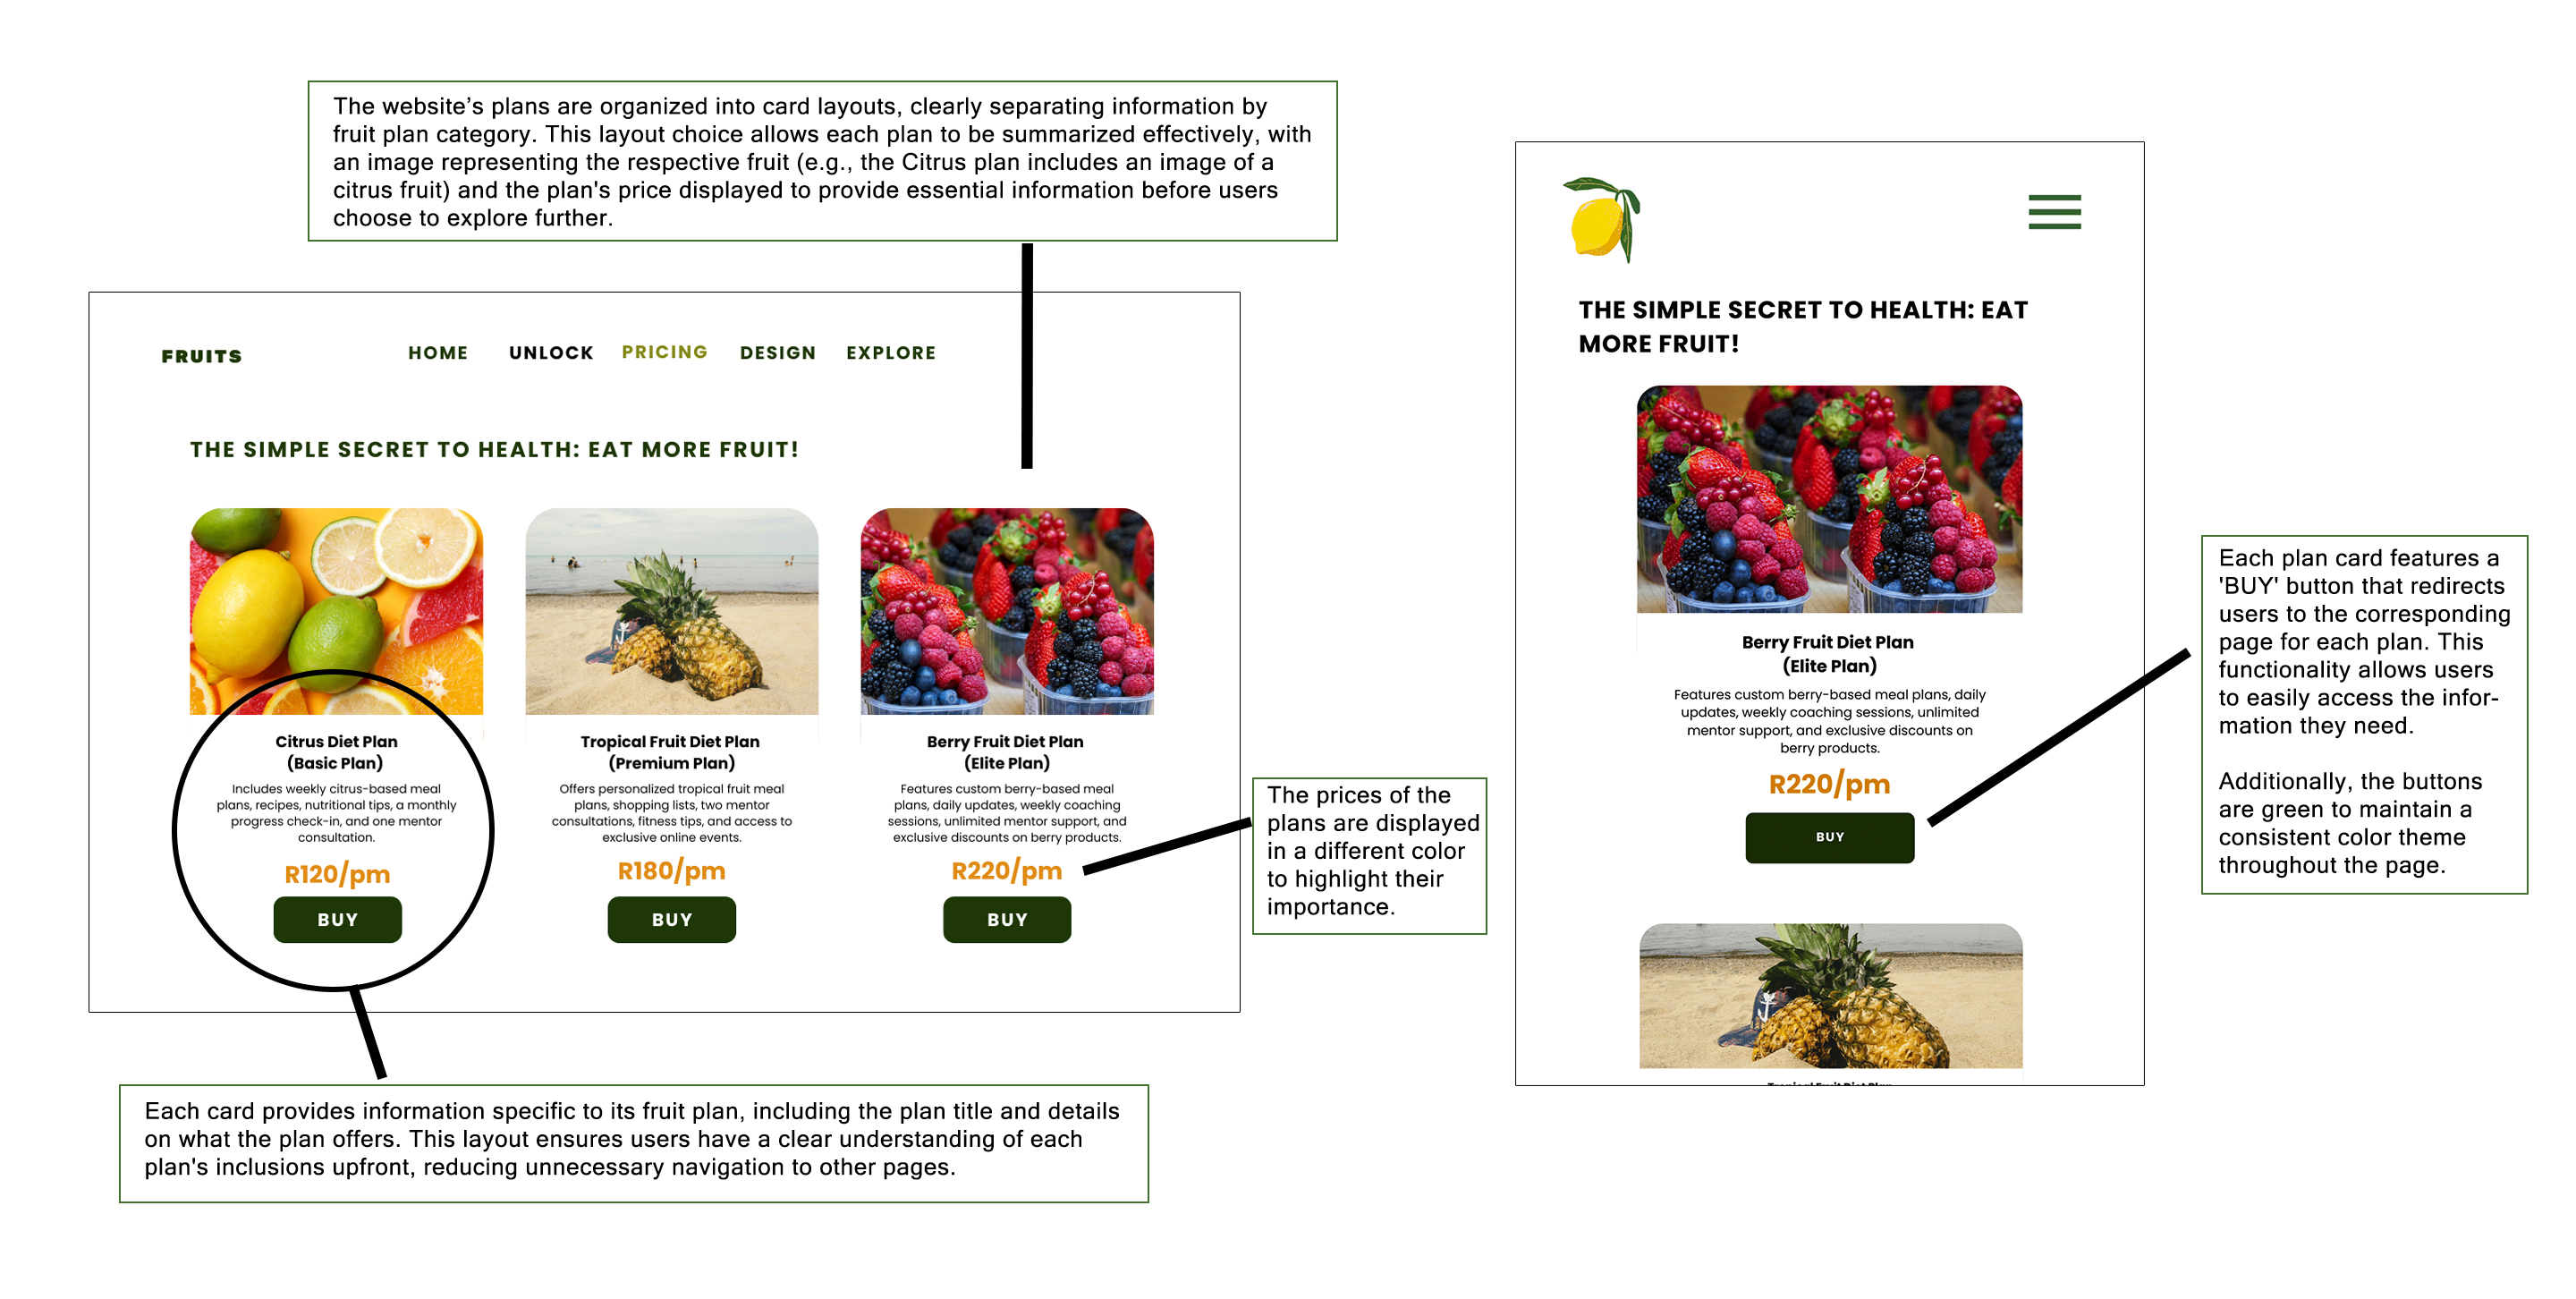 The website’s plans are organized into card layouts, clearly separating information by
fruit plan category. This layout choice allows each plan to be summarized effectively, with
an image representing the respective fruit (e.g., the Citrus plan includes an image of a
citrus fruit) and the plan's price displayed to provide essential information before users
choose to explore further.
FRUITS
HOME
UNLOCK
PRICING
DESIGN
EXPLORE
THE SIMPLE SECRET TO HEALTH: EAT MORE FRUIT!
Citrus Diet Plan
(Basic Plan)
Includes weekly citrus-based meal
plans, recipes, nutritional tips, a monthly
progress check-in, and one mentor
consultation.
R120/pm
BUY
Tropical Fruit Diet Plan
(Premium Plan)
Offers personalized tropical fruit meal
plans, shopping lists, two mentor
consultations, fitness tips, and access to
exclusive online events.
R180/pm
BUY
Berry Fruit Diet Plan
(Elite Plan)
Features custom berry-based meal
plans, daily updates, weekly coaching
sessions, unlimited mentor support, and
exclusive discounts on berry products.
R220/pm
BUY
The prices of the
plans are displayed
in a different color
to highlight their
importance.
Each card provides information specific to its fruit plan, including the plan title and details
on what the plan offers. This layout ensures users have a clear understanding of each
plan's inclusions upfront, reducing unnecessary navigation to other pages.
THE SIMPLE SECRET TO HEALTH: EAT
MORE FRUIT!
Berry Fruit Diet Plan
(Elite Plan)
Features custom berry-based meal plans, daily
updates, weekly coaching sessions, unlimited
mentor support, and exclusive discounts on
berry products.
R220/pm
BUY
Tropical Fruit Diet Plan
Each plan card features a
'BUY' button that redirects
users to the corresponding
page for each plan. This
functionality allows users
to easily access the infor-
mation they need.
Additionally, the buttons
are green to maintain a
consistent color theme
throughout the page.